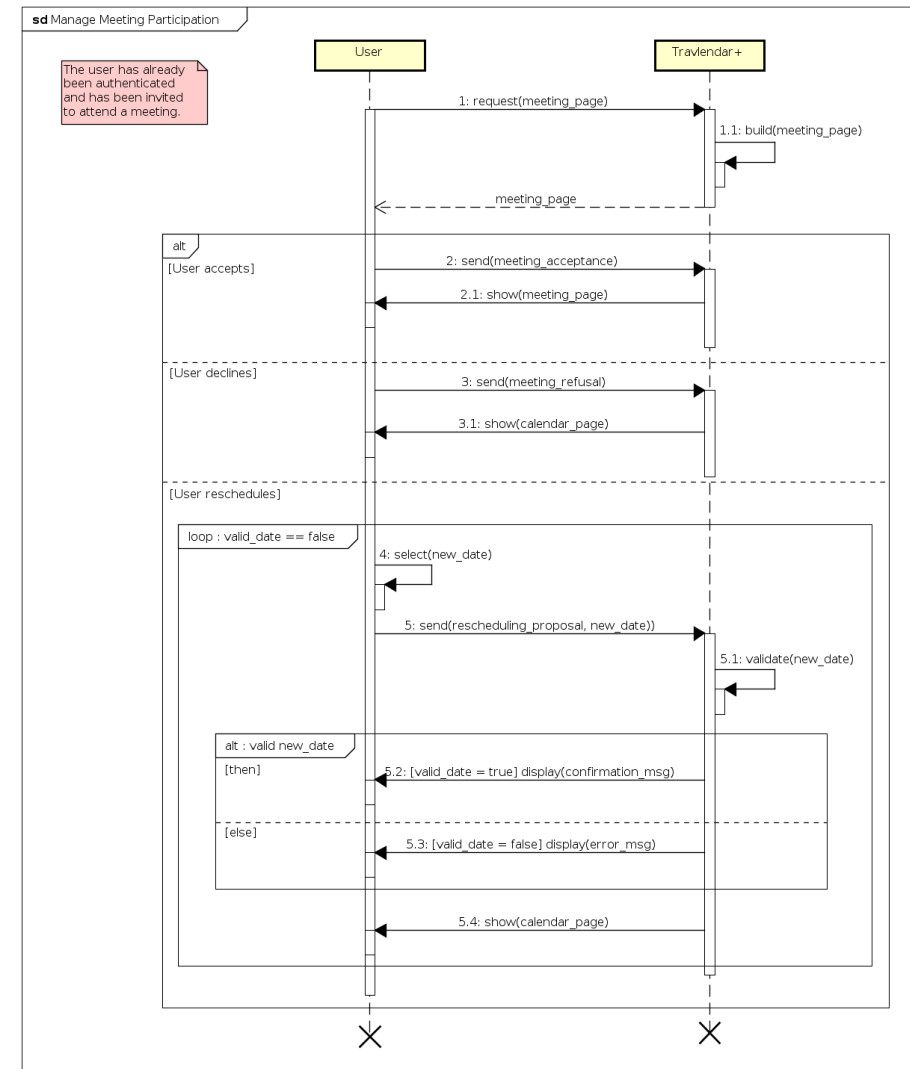 sd Manage Meeting Participation
User
Travlendar+
The user has already
been authenticated
and has been invited
to attend a meeting.
1: request(meeting_page)
1.1: build(meeting_page)
meeting_page
alt
[User accepts]
2: send(meeting_acceptance)
2.1: show(meeting_page)
[User declines]
3: send(meeting_refusal)
3.1: show(calendar_page)
[User reschedules]
loop : valid_date == false
4: select(new_date)
5: send(rescheduling_proposal, new_date))
5.1: validate(new_date)
alt : valid new_date
[then]
5.2: [valid_date = true] display(confirmation_msg)
[else]
5.3: [valid_date = false] display(error_msg)
5.4: show(calendar_page)